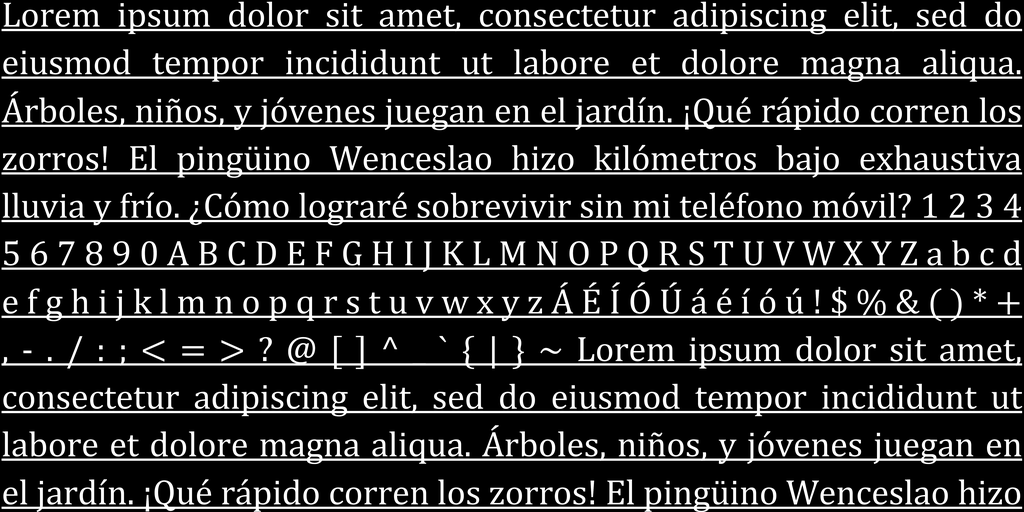 Lorem ipsum dolor sit amet, consectetur adipiscing elit, sed do
eiusmod tempor incididunt ut labore et dolore magna aliqua.
Árboles, niños, y jóvenes juegan en el jardín. ¡Qué rápido corren los
zorros! El pingüino Wenceslao hizo kilómetros bajo exhaustiva
lluvia y frío. ¿Cómo lograré sobrevivir sin mi teléfono móvil? 1 2 3 4
5 6 7 8 9 0 A B C D E F G H I J K L M N O P Q R S T U V W X Y Z a b c d
e f g h i j k l m n o p q r s t u v w x y z Á É Í Ó Ú á é í ó ú ! $ % & ( ) * +
, - . / : ; < = > ? @ [ ] ^ _ ` { | } ~ Lorem ipsum dolor sit amet,
consectetur adipiscing elit, sed do eiusmod tempor incididunt ut
labore et dolore magna aliqua. Árboles, niños, y jóvenes juegan en
el jardín. ¡Qué rápido corren los zorros! El pingüino Wenceslao hizo